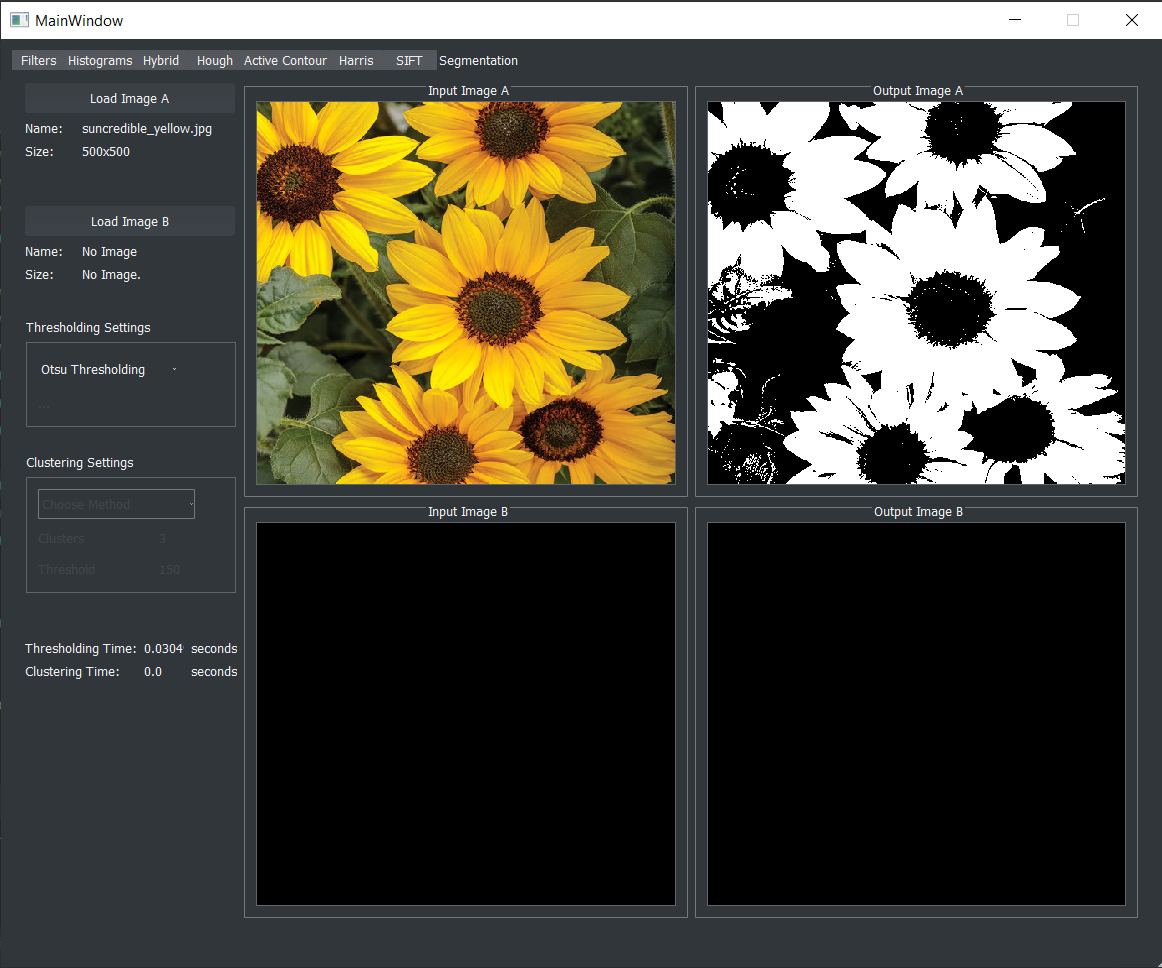 MainWindow
Filters Histograms Hybrid Hough Active Contour Harris SIFT Segmentation
Load Image A
Name: suncredible_yellow.jpg
Size: 500x500
Load Image B
Name: No Image
Size: No Image.
Thresholding Settings
Otsu Thresholding
...
Clustering Settings
Choose Method
Clusters 3
Threshold 150
Thresholding Time: 0.0304 seconds
Clustering Time: 0.0 seconds
Input Image A
Output Image A
Input Image B
Output Image B